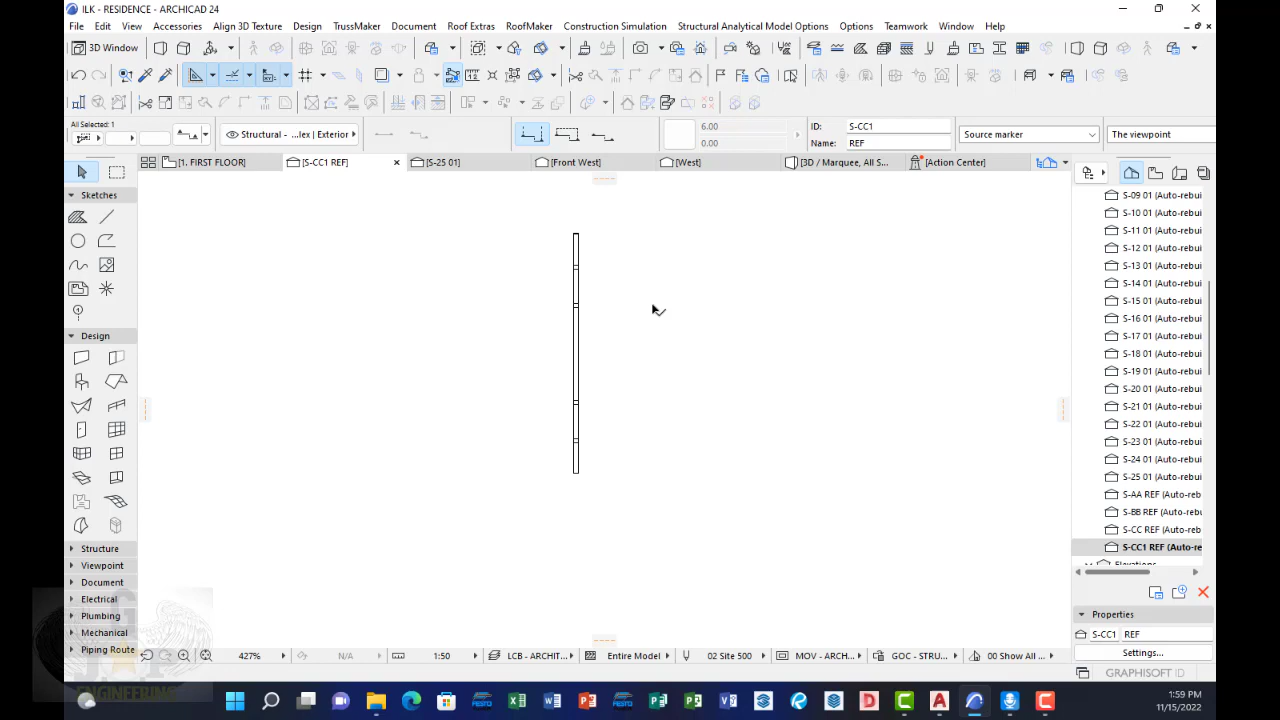 ILK - RESIDENCE - ARCHICAD 24
File Edit View Accessories Align 3D Texture Design TrussMaker Document Roof Extras RoofMaker Construction Simulation Structural Analytical Model Options Options Teamwork Window Help
3D Window
All Selected: 1
Structural - ...lex | Exterior
6.00
0.00
ID: S-CC1
Name: REF
Source marker
The viewpoint
[1. FIRST FLOOR]
[S-CC1 REF]
[S-25 01]
[Front West]
[West]
[3D / Marquee, All S...
[Action Center]
Sketches
Design
Structure
Viewpoint
Document
Electrical
Plumbing
Mechanical
Piping Route
S-09 01 (Auto-rebui
S-10 01 (Auto-rebui
S-11 01 (Auto-rebui
S-12 01 (Auto-rebui
S-13 01 (Auto-rebui
S-14 01 (Auto-rebui
S-15 01 (Auto-rebui
S-16 01 (Auto-rebui
S-17 01 (Auto-rebui
S-18 01 (Auto-rebui
S-19 01 (Auto-rebui
S-20 01 (Auto-rebui
S-21 01 (Auto-rebui
S-22 01 (Auto-rebui
S-23 01 (Auto-rebui
S-24 01 (Auto-rebui
S-25 01 (Auto-rebui
S-AA REF (Auto-reb
S-BB REF (Auto-reb
S-CC REF (Auto-reb
S-CC1 REF (Auto-re
Elevations
Properties
S-CC1 REF
Settings...
GRAPHISOFT ID
427%
N/A
1:50
LCB - ARCHIT...
Entire Model
02 Site 500
MOV - ARCH...
GOC - STRU...
00 Show All ...
ENGINEERING
1:59 PM
11/15/2022